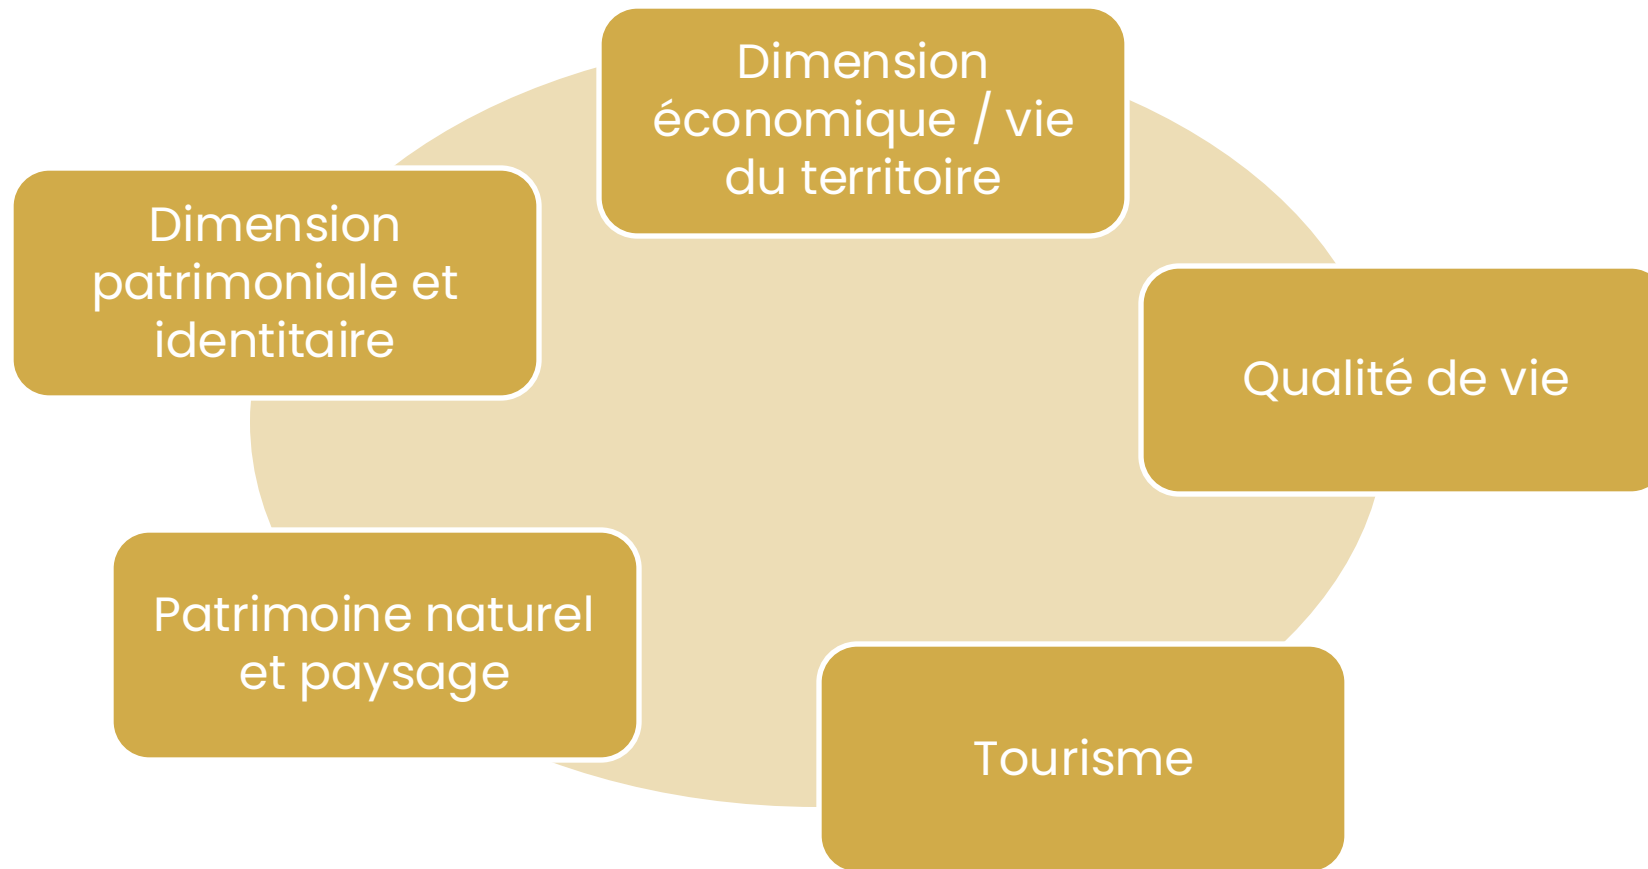 Dimension
économique / vie
du territoire
Dimension
patrimoniale et
identitaire
Qualité de vie
Patrimoine naturel
et paysage
Tourisme